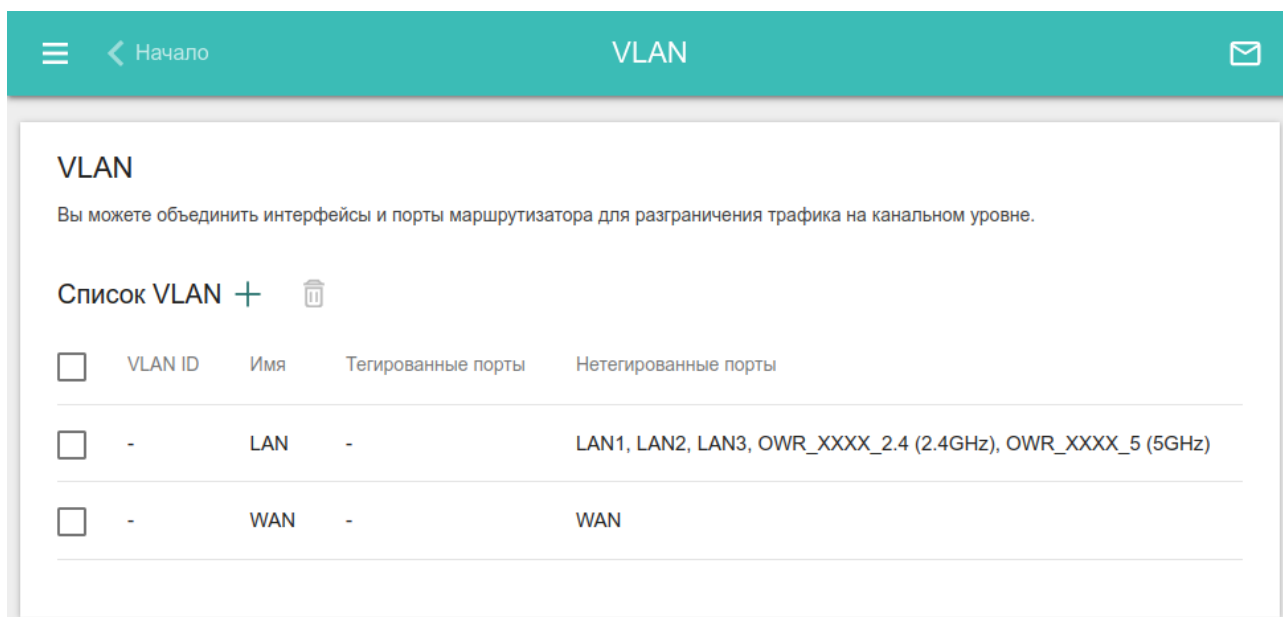 Начало VLAN
VLAN
Вы можете объединить интерфейсы и порты маршрутизатора для разграничения трафика на канальном уровне.
Список VLAN
VLAN ID Имя Тегированные порты Нетегированные порты
- LAN - LAN1, LAN2, LAN3, OWR_XXXX_2.4 (2.4GHz), OWR_XXXX_5 (5GHz)
- WAN - WAN